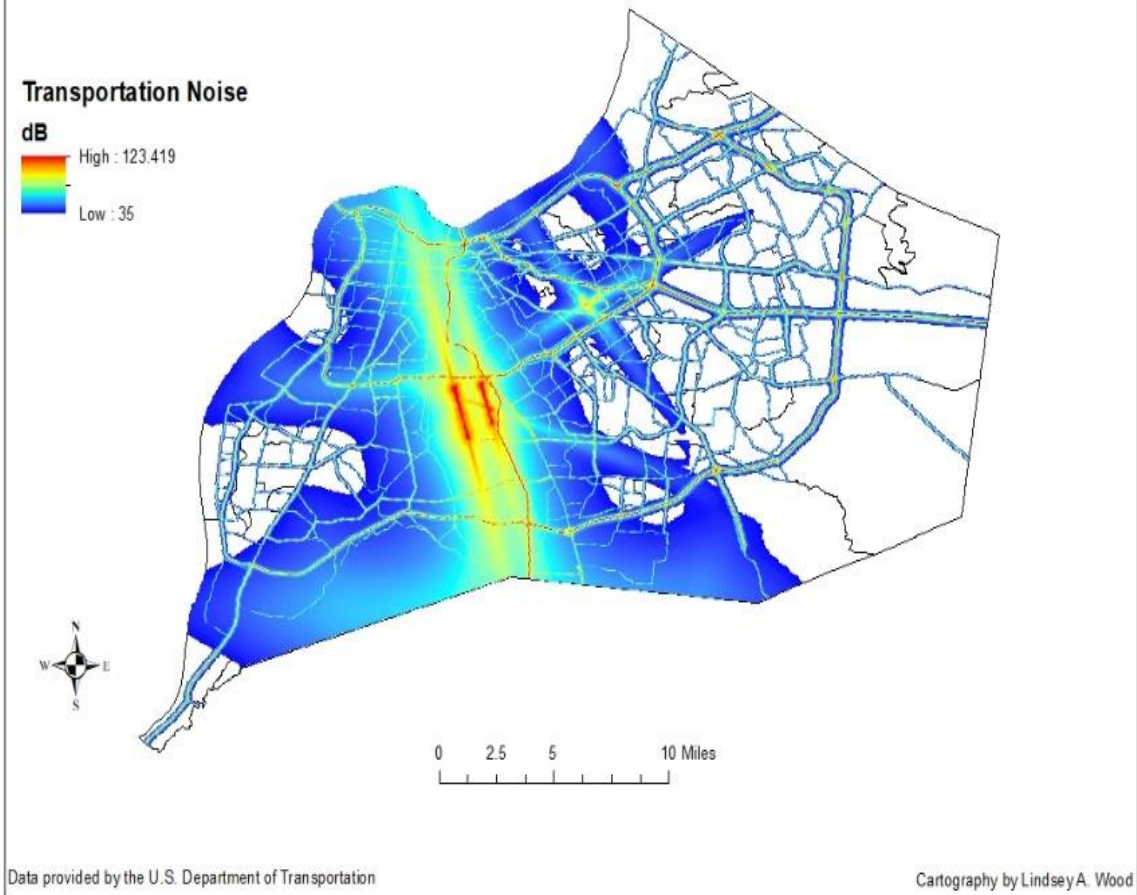 Transportation Noise
dB
High : 123.419
Low : 35
N
W E
S
0 2.5 5 10 Miles
Data provided by the U.S. Department of Transportation
Cartography by Lindsey A. Wood